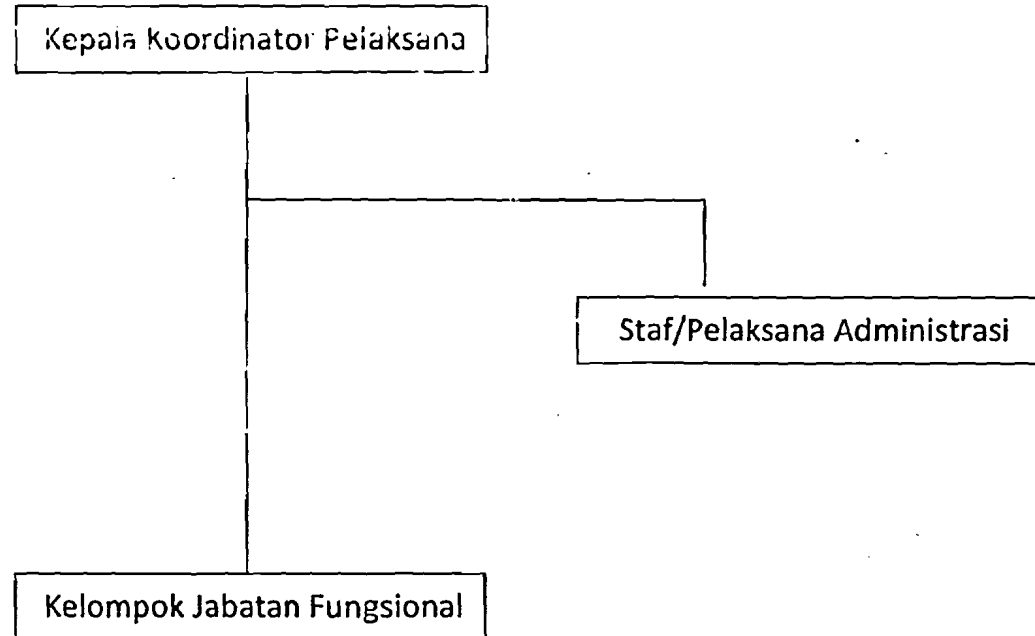 Kepala Koordinator Pelaksana
Staf/Pelaksana Administrasi
Kelompok Jabatan Fungsional